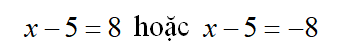 x − 5 = 8 hoặc x − 5 = −8